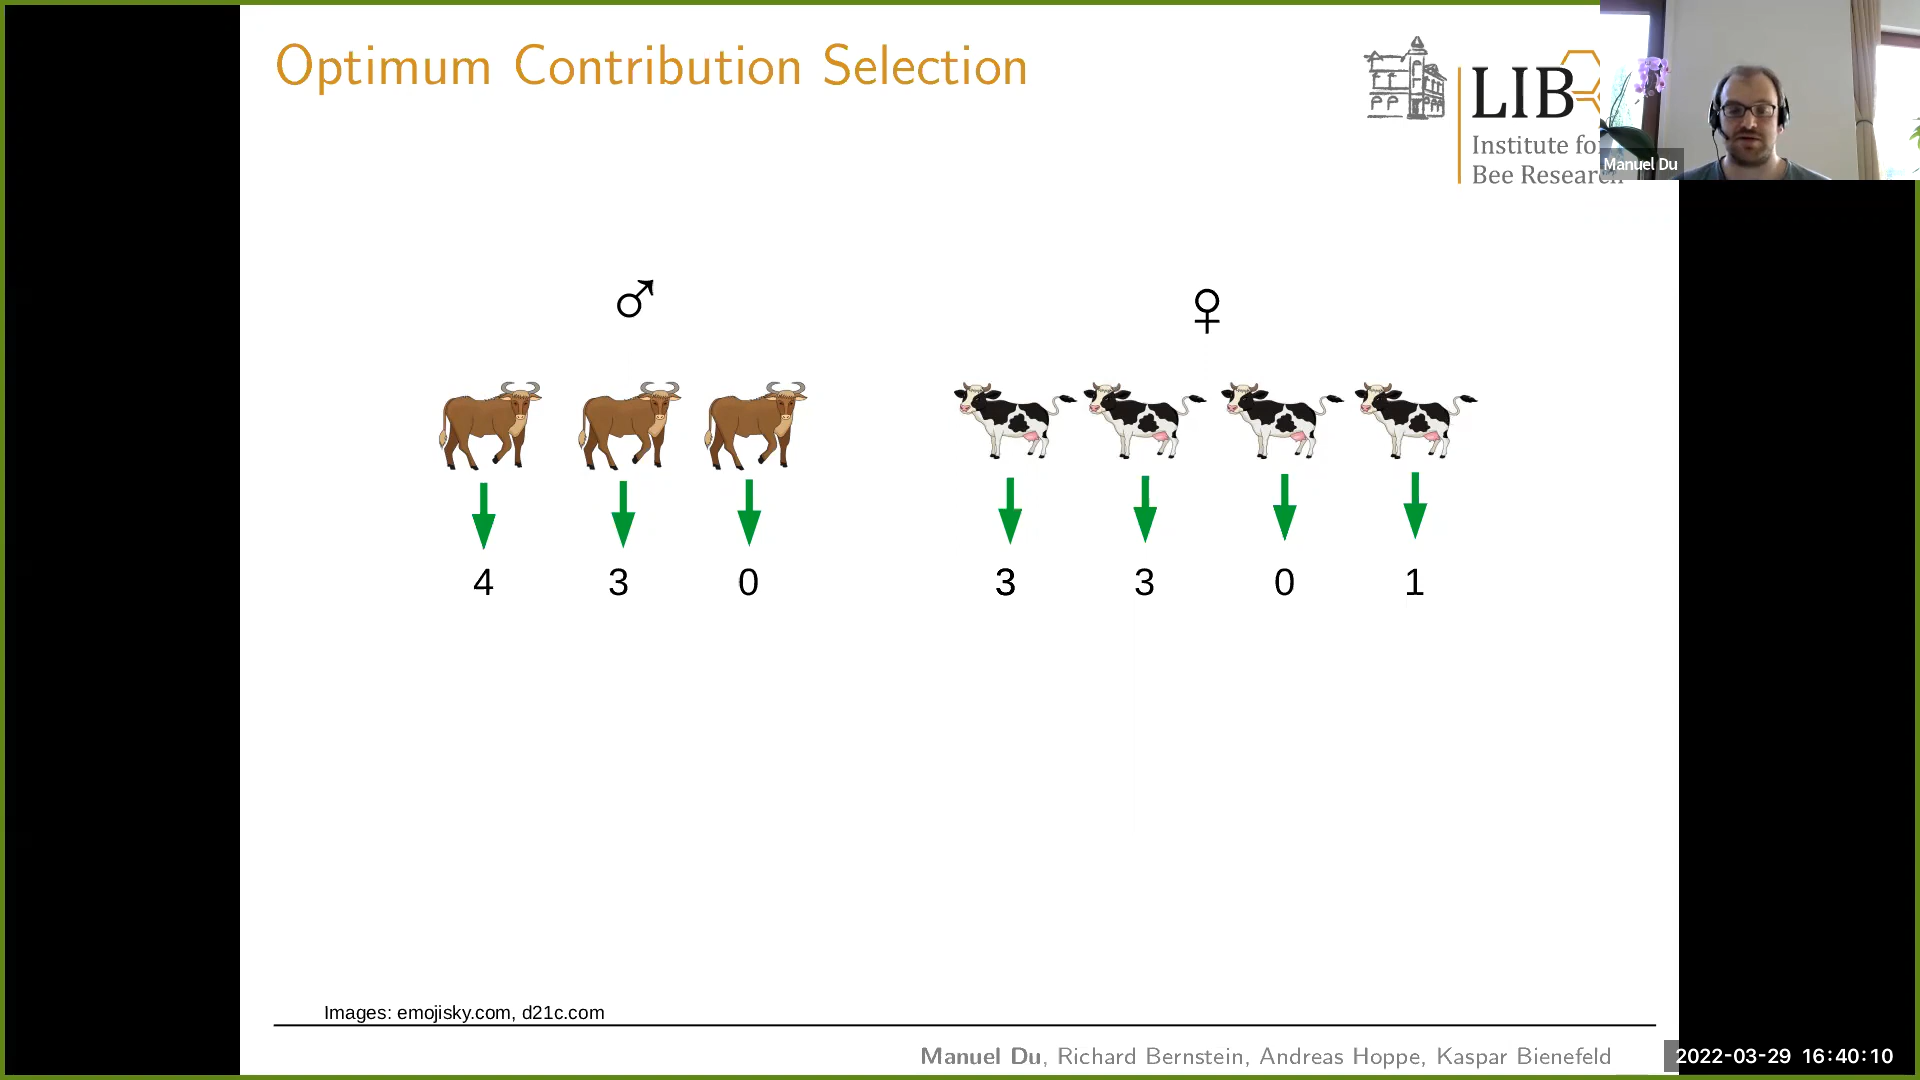 Optimum Contribution Selection
LIB
Institute fo
Bee Research
Manuel Du
♂
♀
4 3 0 3 3 0 1
Images: emojisky.com, d21c.com
Manuel Du, Richard Bernstein, Andreas Hoppe, Kaspar Bienefeld
2022-03-29 16:40:10